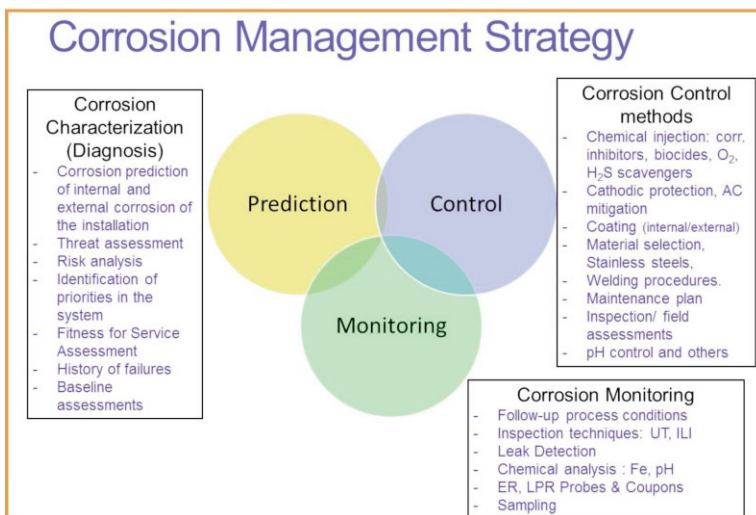 Corrosion Management Strategy
Corrosion
Characterization
(Diagnosis)
- Corrosion prediction
of internal and
external corrosion of
the installation
- Threat assessment
- Risk analysis
- Identification of
priorities in the
system
- Fitness for Service
Assessment
- History of failures
- Baseline
assessments
Prediction
Control
Monitoring
Corrosion Control
methods
- Chemical injection: corr.
inhibitors, biocides, O₂,
H₂S scavengers
- Cathodic protection, AC
mitigation
- Coating (internal/external)
- Material selection,
Stainless steels,
- Welding procedures.
- Maintenance plan
- Inspection/ field
assessments
- pH control and others
Corrosion Monitoring
- Follow-up process conditions
- Inspection techniques: UT, ILI
- Leak Detection
- Chemical analysis : Fe, pH
- ER, LPR Probes & Coupons
- Sampling